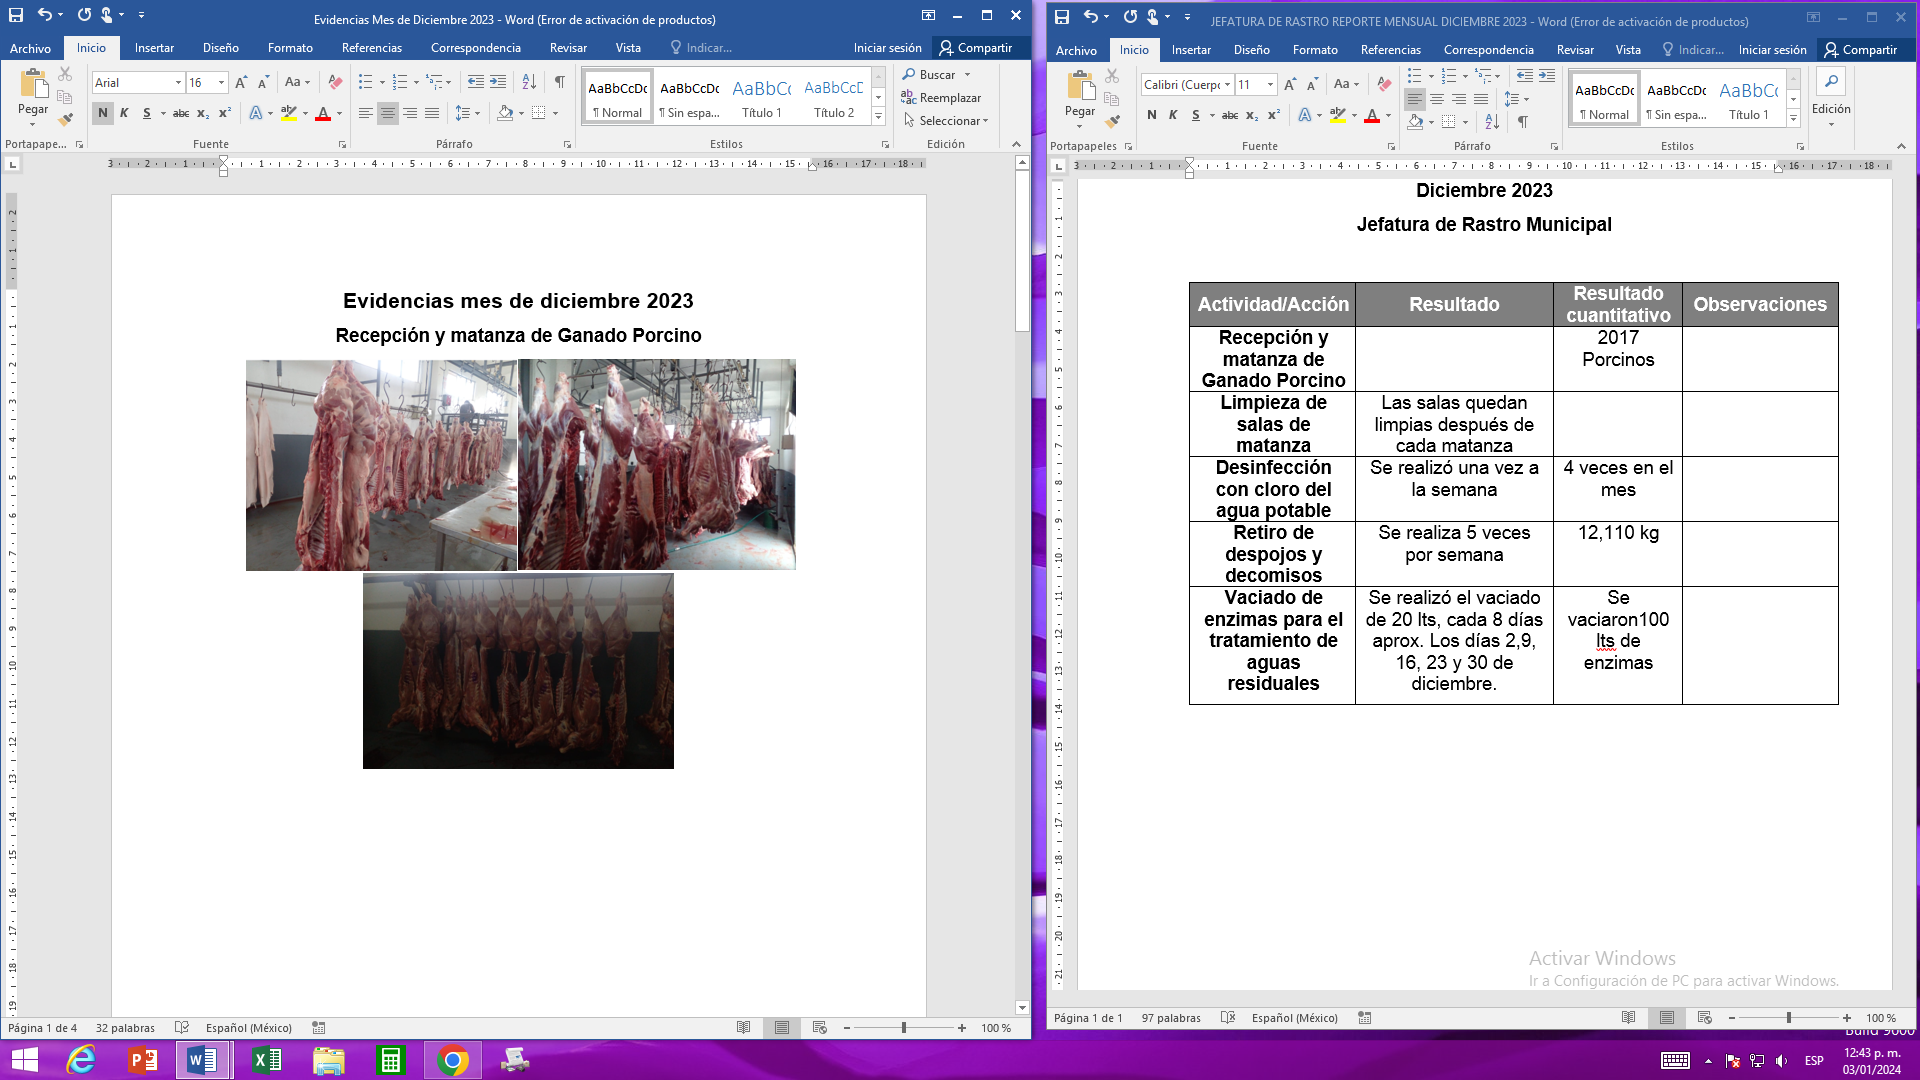 Evidencias Mes de Diciembre 2023 - Word (Error de activación de productos)
Archivo Inicio Insertar Diseño Formato Referencias Correspondencia Revisar Vista Indicar... Iniciar sesión Compartir
Arial 16
Pegar
Buscar
Reemplazar
Seleccionar
AaBbCcDc AaBbCcDc AaBbCc AaBbCcE
¶ Normal ¶ Sin espa... Título 1 Título 2
Portapape... Fuente Párrafo Estilos Edición
Evidencias mes de diciembre 2023
Recepción y matanza de Ganado Porcino
Página 1 de 4 32 palabras Español (México) 100 %
JEFATURA DE RASTRO REPORTE MENSUAL DICIEMBRE 2023 - Word (Error de activación de productos)
Archivo Inicio Insertar Diseño Formato Referencias Correspondencia Revisar Vista Indicar... Iniciar sesión Compartir
Calibri (Cuerpo 11
Pegar
AaBbCcDc AaBbCcDc AaBbCc
¶ Normal ¶ Sin espa... Título 1
Edición
Portapapeles Fuente Párrafo Estilos
Diciembre 2023
Jefatura de Rastro Municipal
Actividad/Acción Resultado Resultado cuantitativo Observaciones
Recepción y matanza de Ganado Porcino 2017 Porcinos
Limpieza de salas de matanza Las salas quedan limpias después de cada matanza
Desinfección con cloro del agua potable Se realizó una vez a la semana 4 veces en el mes
Retiro de despojos y decomisos Se realiza 5 veces por semana 12,110 kg
Vaciado de enzimas para el tratamiento de aguas residuales Se realizó el vaciado de 20 lts, cada 8 días aprox. Los días 2,9, 16, 23 y 30 de diciembre. Se vaciaron100 lts de enzimas
Activar Windows
Ir a Configuración de PC para activar Windows.
Página 1 de 1 97 palabras Español (México) 100 %
Build 9600
ESP
12:43 p. m.
03/01/2024